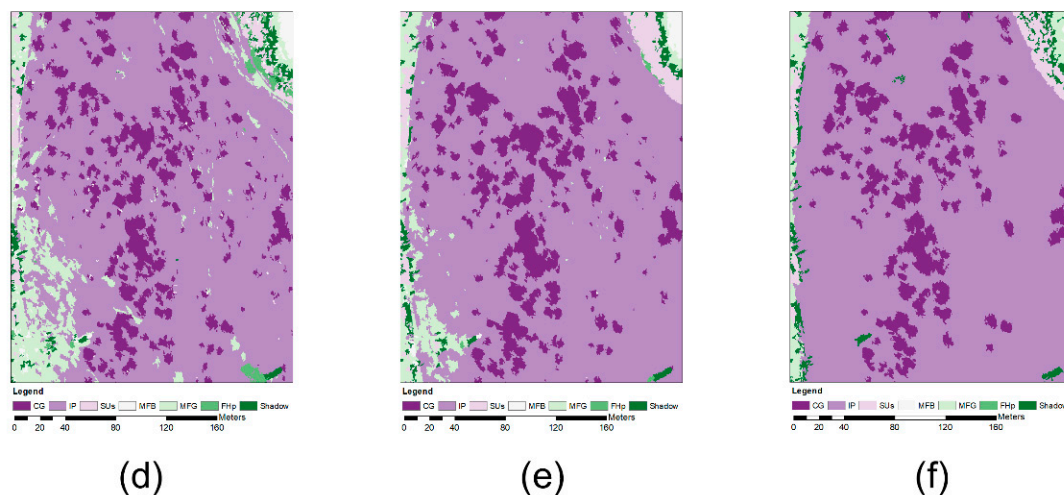 Legend
CG IP SUs MFB MFG FHp Shadow
Meters
0 20 40 80 120 160
(d)
Legend
CG IP SUs MFB MFG FHp Shadow
Meters
0 20 40 80 120 160
(e)
Legend
CG IP SUs MFB MFG FHp Shadow
Meters
0 20 40 80 120 160
(f)